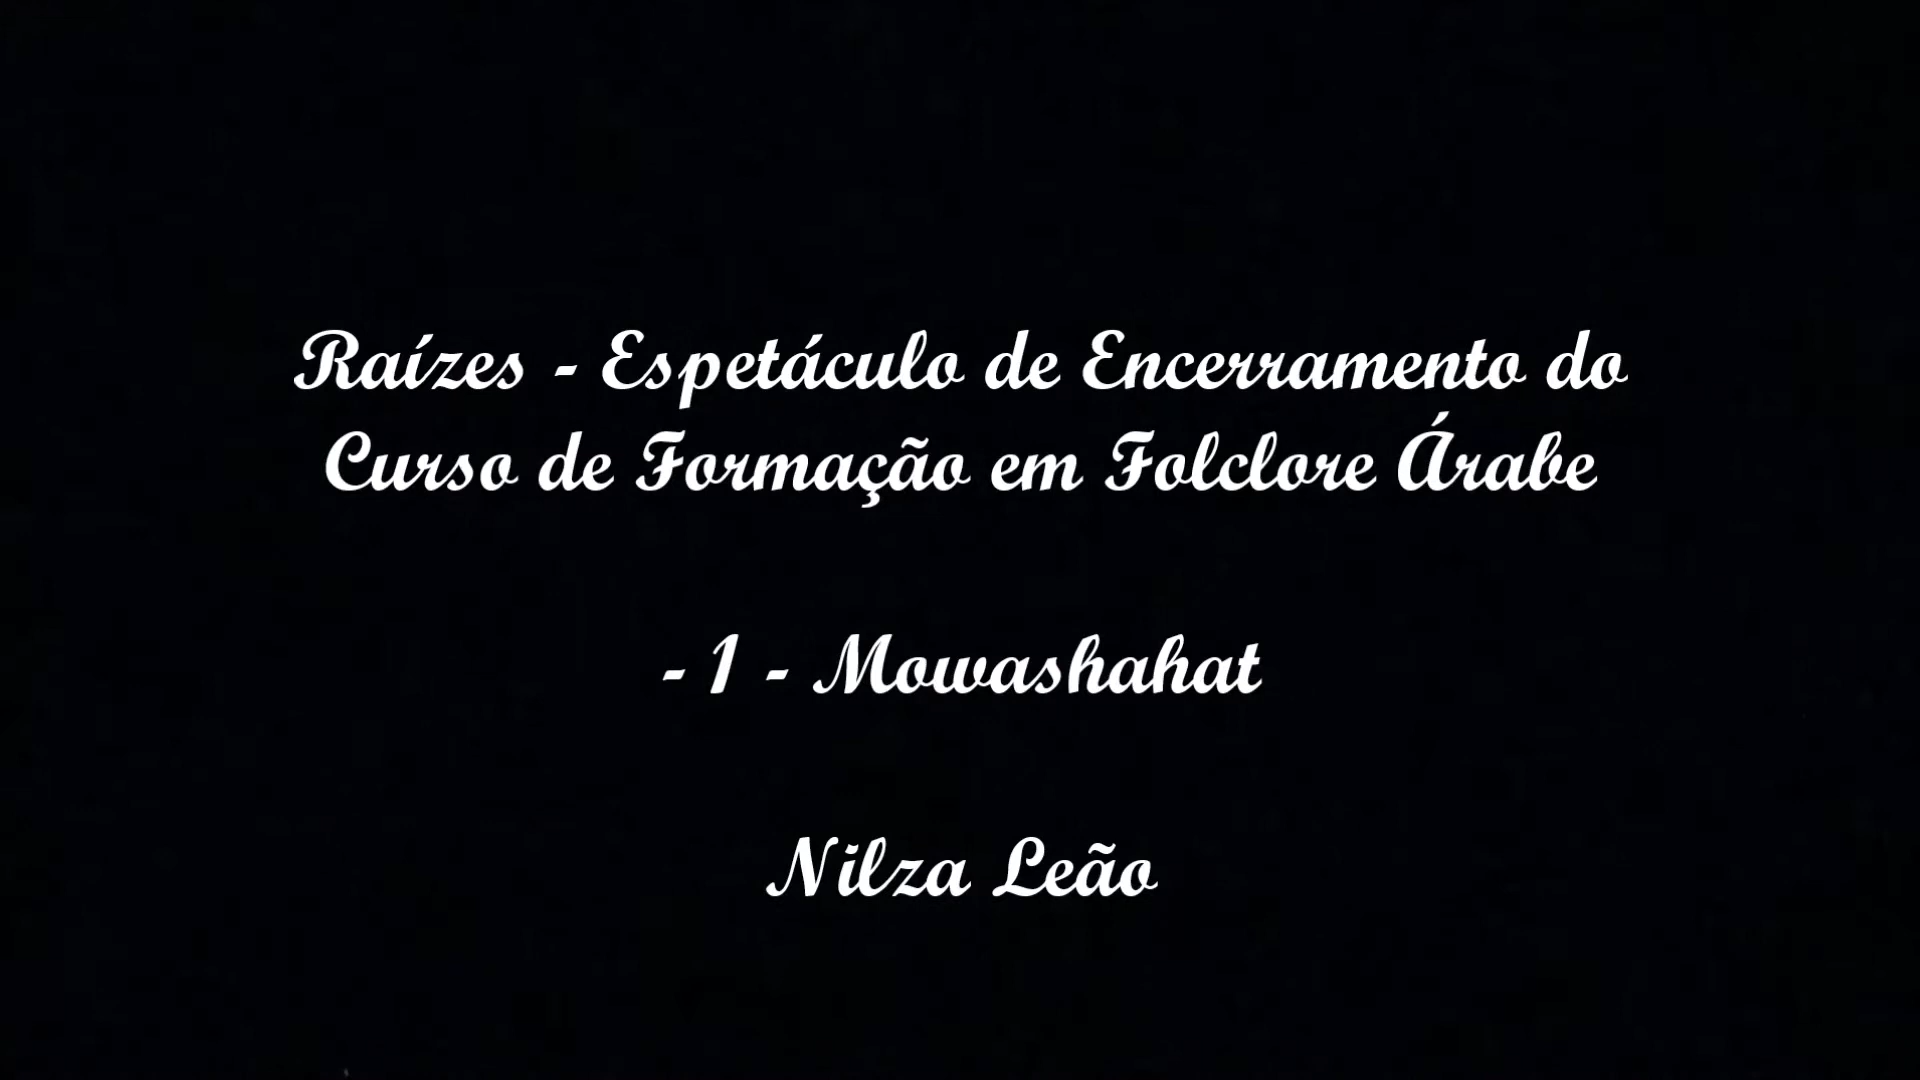 Raízes - Espetáculo de Encerramento do
Curso de Formação em Folclore Árabe
- 1 - Mowashahat
Nilza Leão